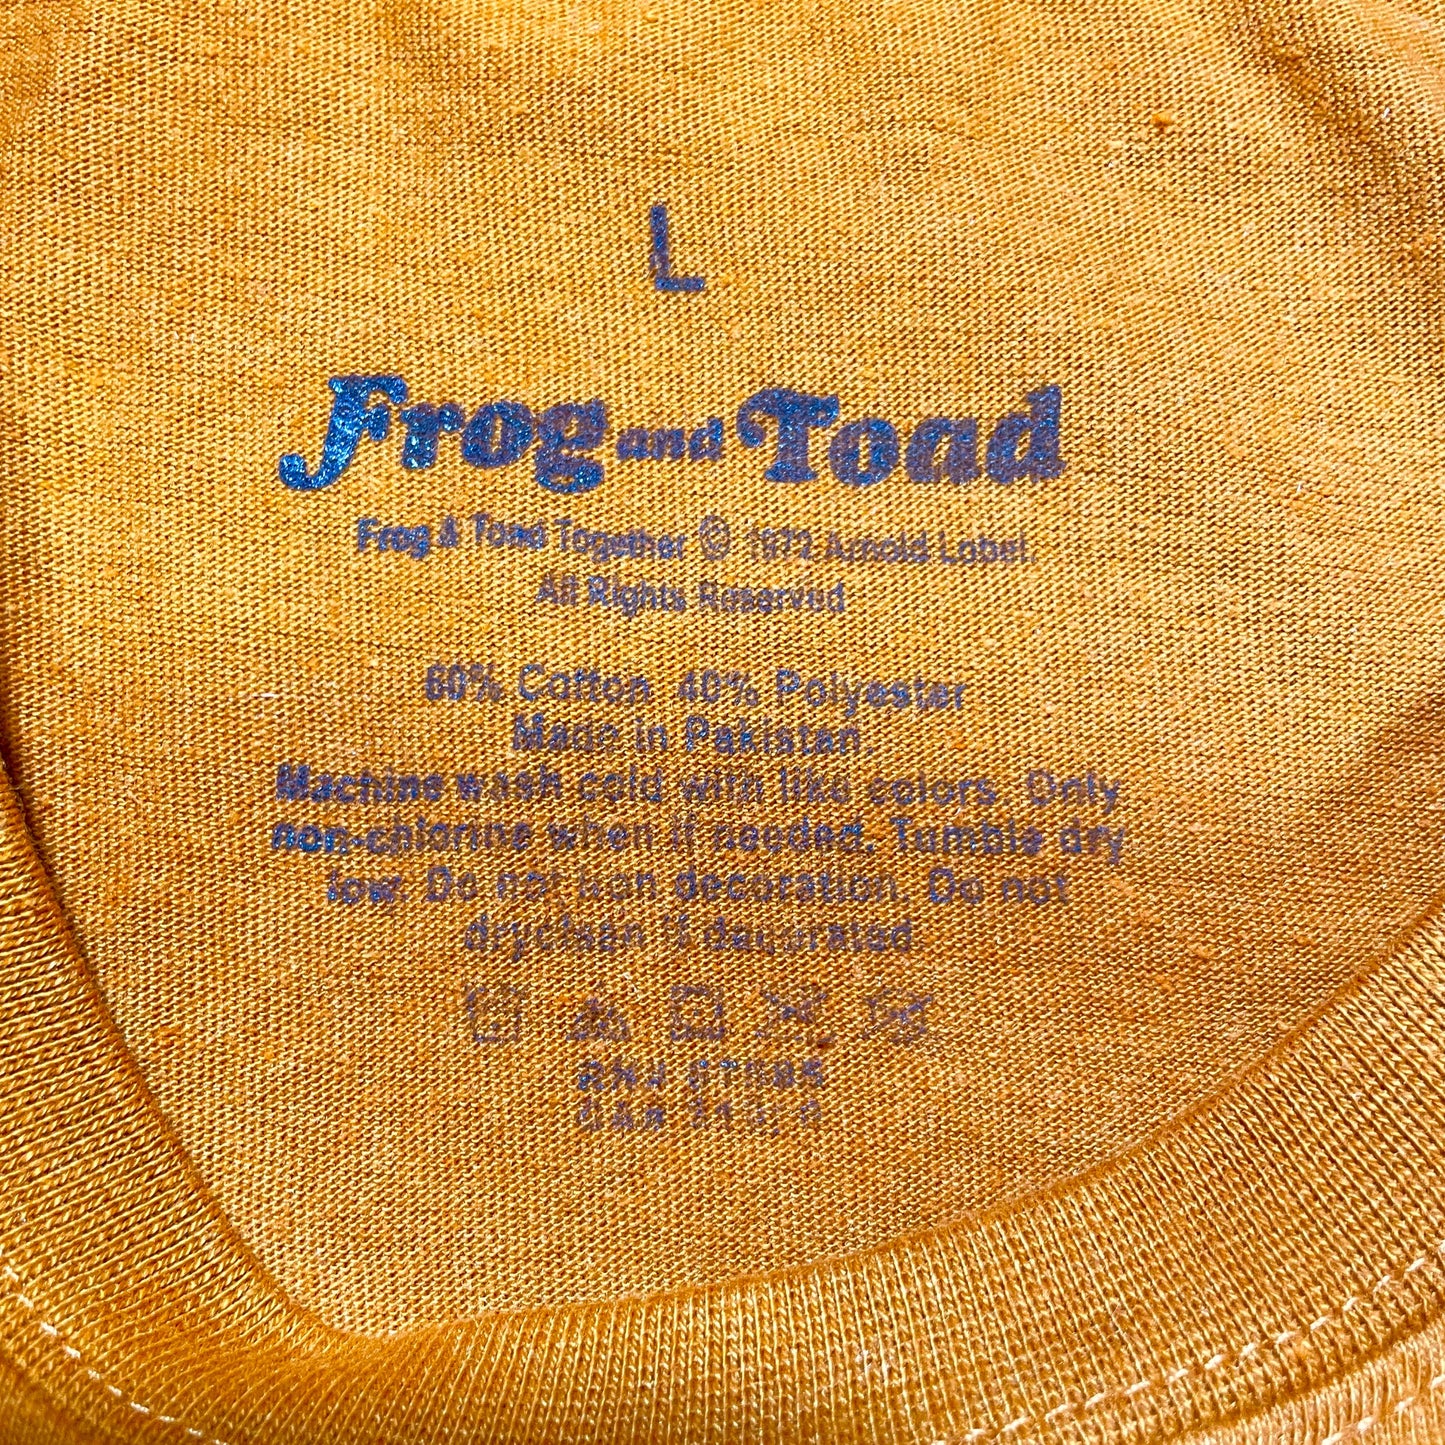 L
Frog and Toad
Frog & Toad Together © 1972 Arnold Lobel.
All Rights Reserved
60% Cotton 40% Polyester
Made in Pakistan.
Machine wash cold with like colors. Only
non-chlorine when if needed. Tumble dry
low. Do not iron decoration. Do not
dryclean if decorated.